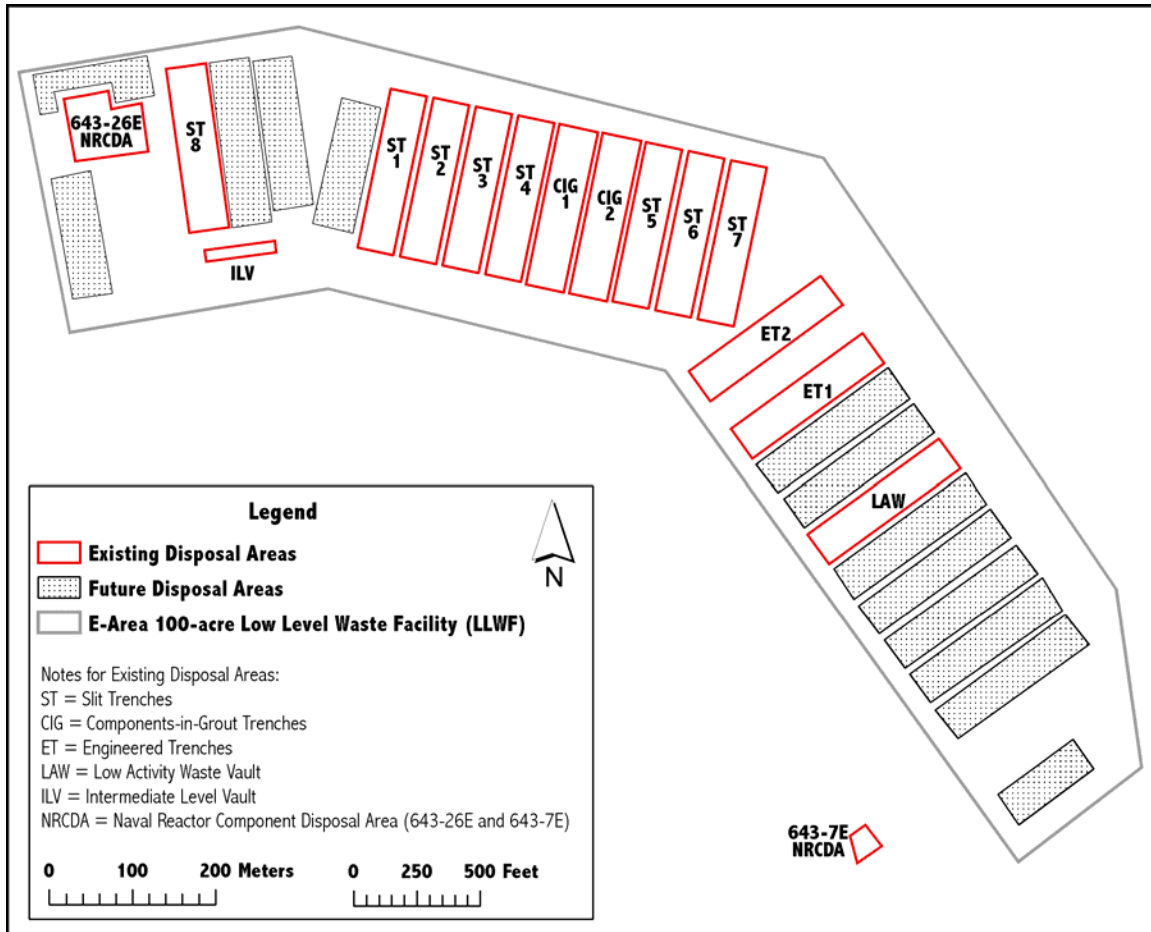 643-26E
NRCDA
ST
8
ILV
ST
1
ST
2
ST
3
ST
4
CIG
1
CIG
2
ST
5
ST
6
ST
7
ET2
ET1
LAW
643-7E
NRCDA
Legend
Existing Disposal Areas
Future Disposal Areas
E-Area 100-acre Low Level Waste Facility (LLWF)
N
Notes for Existing Disposal Areas:
ST = Slit Trenches
CIG = Components-in-Grout Trenches
ET = Engineered Trenches
LAW = Low Activity Waste Vault
ILV = Intermediate Level Vault
NRCDA = Naval Reactor Component Disposal Area (643-26E and 643-7E)
0 100 200 Meters
0 250 500 Feet